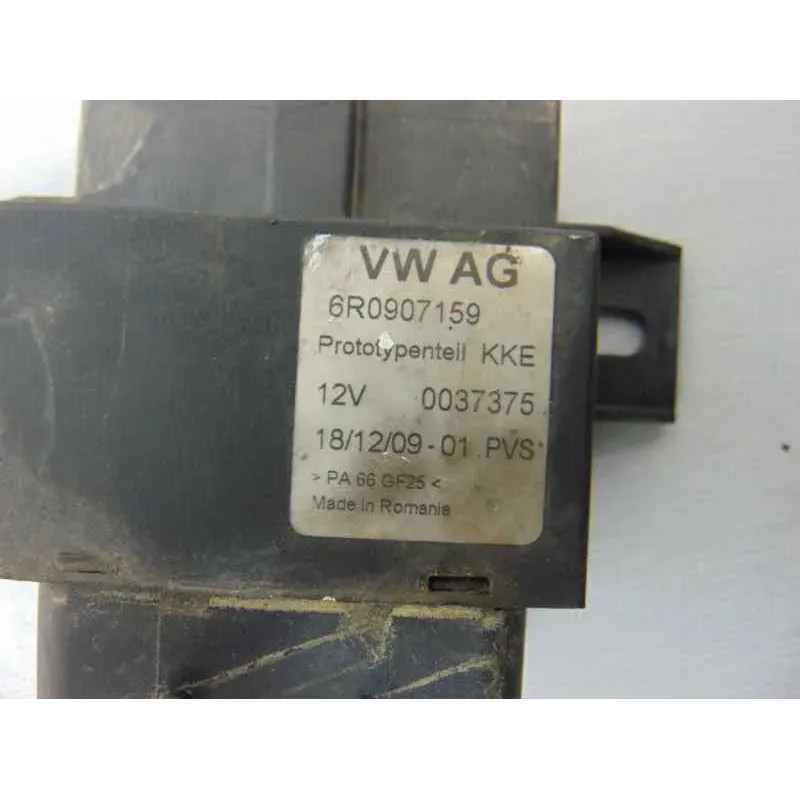 VW AG
6R0907159
Prototypenteil KKE
12V 0037375
18/12/09-01 PVS
> PA 66 GF25 <
Made in Romania